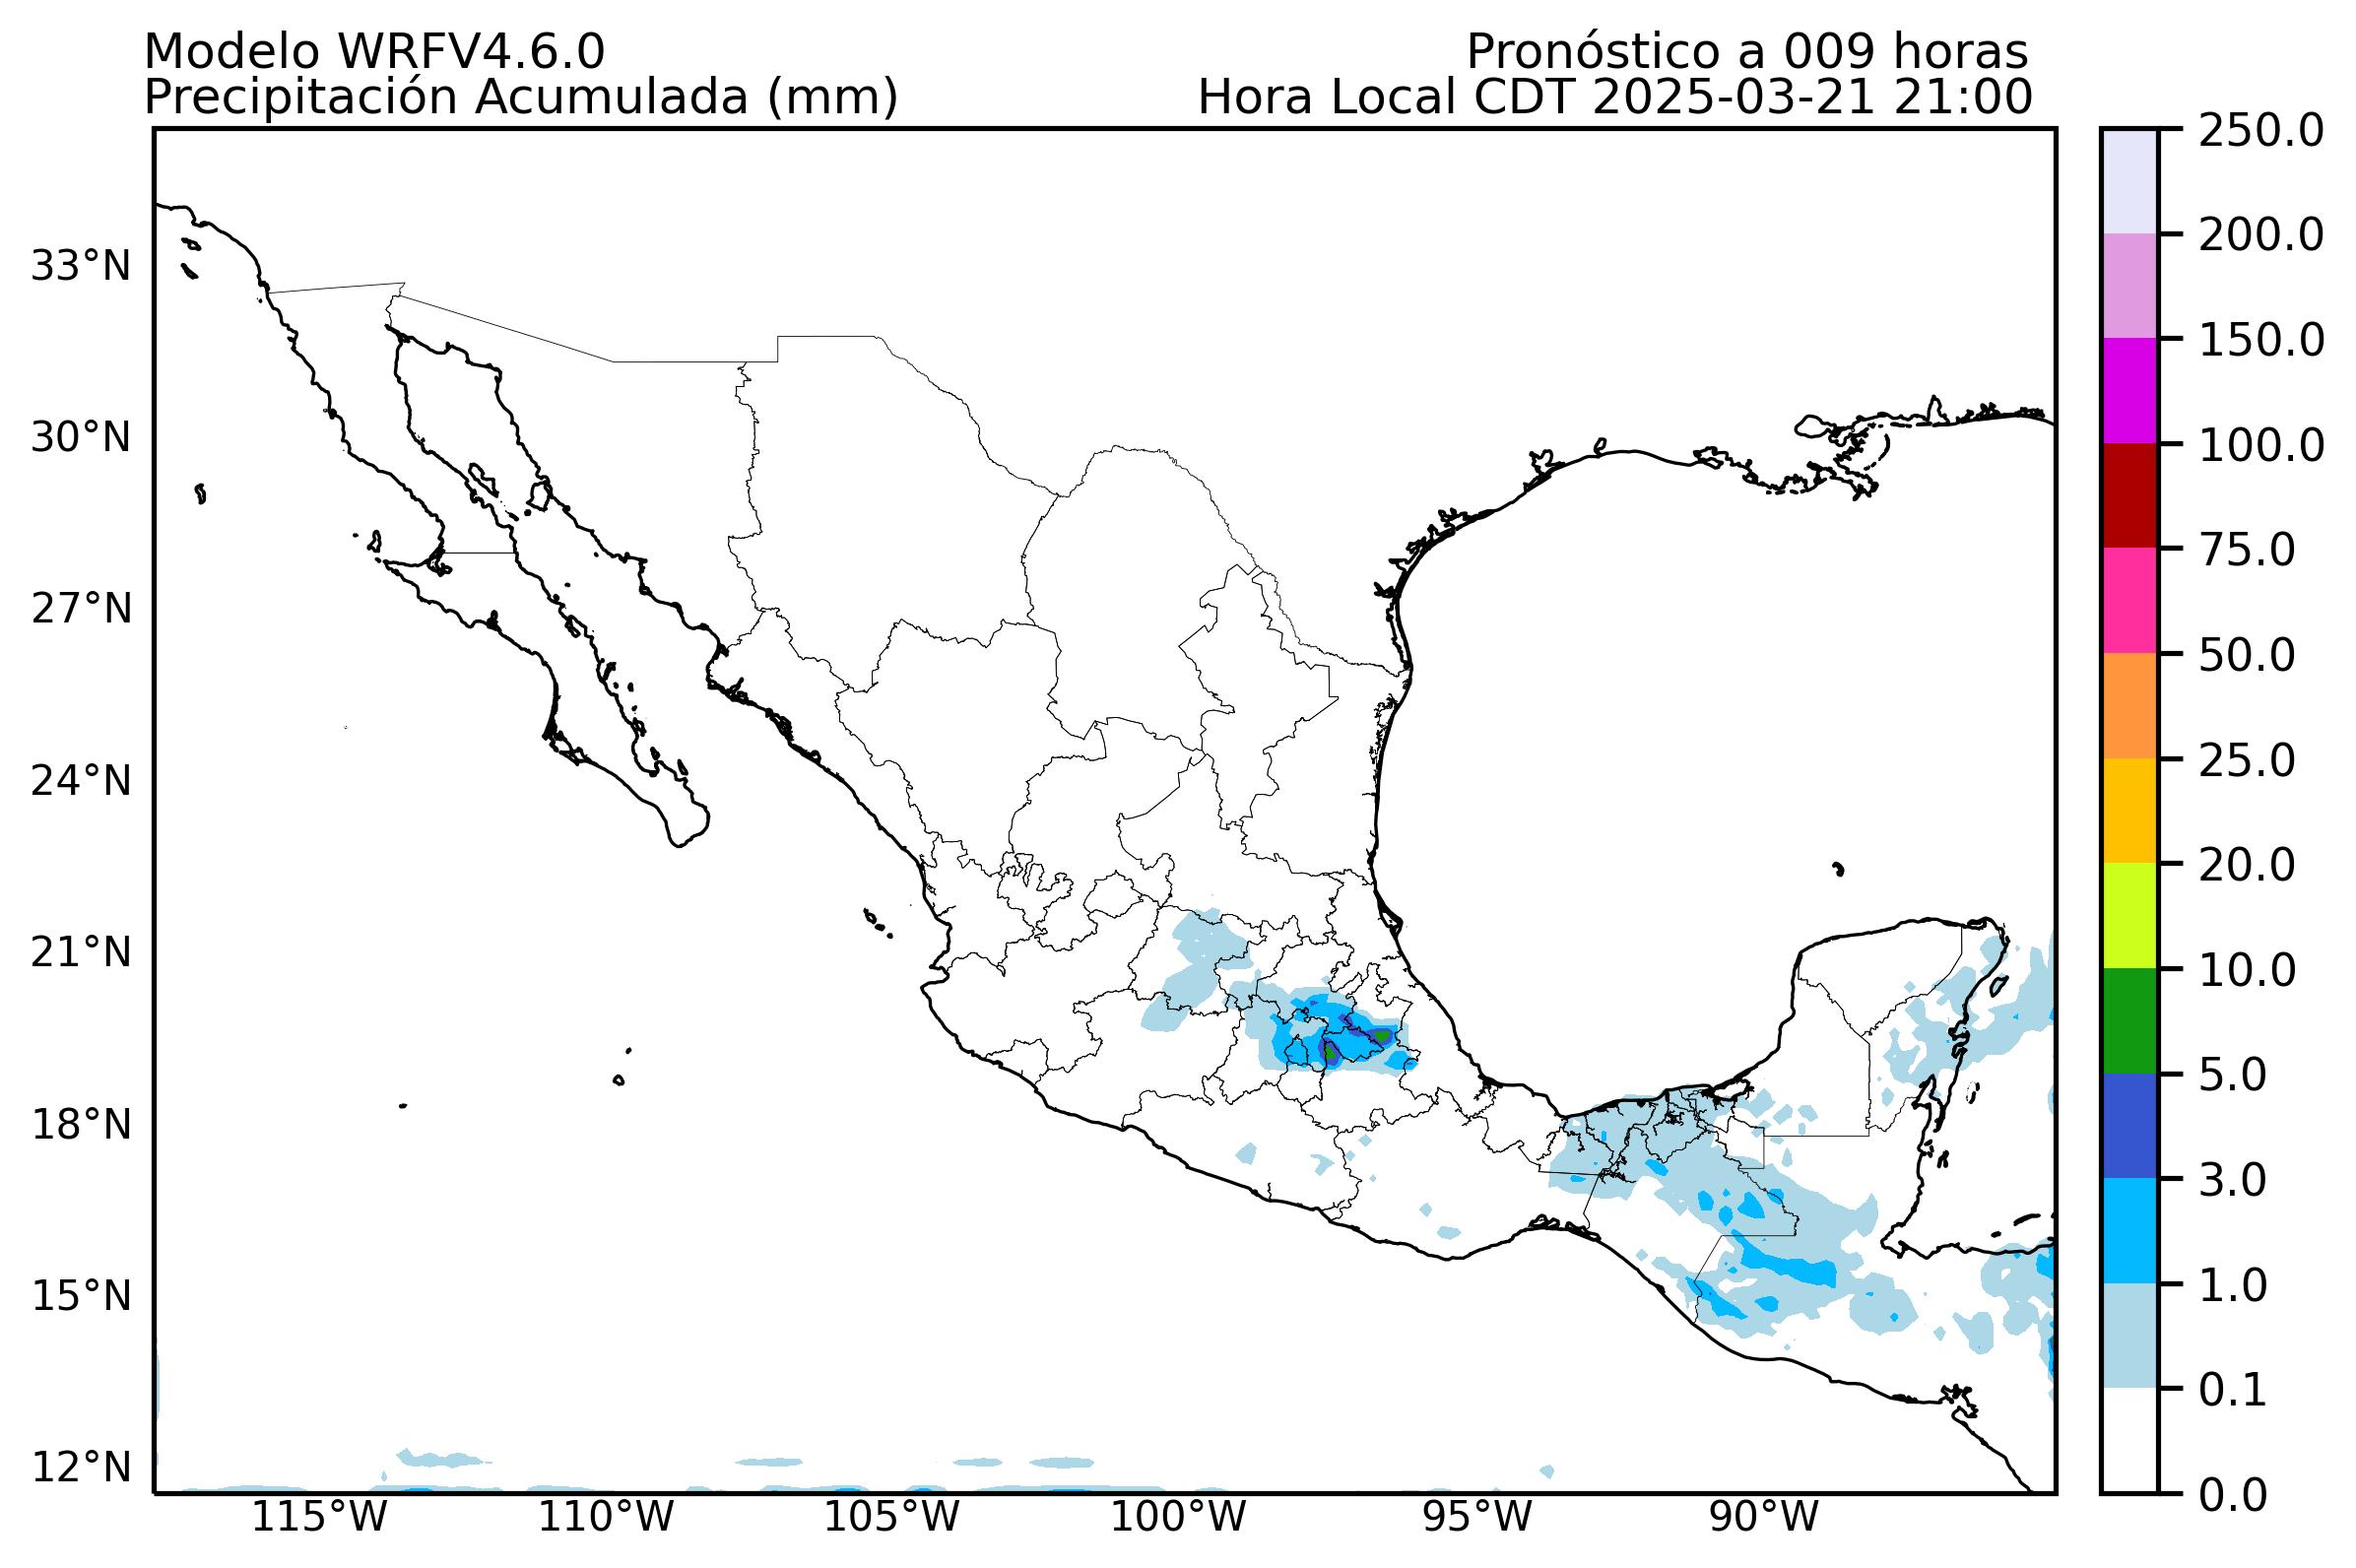 Modelo WRFV4.6.0
Pronóstico a 009 horas
Precipitación Acumulada (mm)
Hora Local CDT 2025-03-21 21:00
33°N
30°N
27°N
24°N
21°N
18°N
15°N
12°N
115°W
110°W
105°W
100°W
95°W
90°W
250.0
200.0
150.0
100.0
75.0
50.0
25.0
20.0
10.0
5.0
3.0
1.0
0.1
0.0